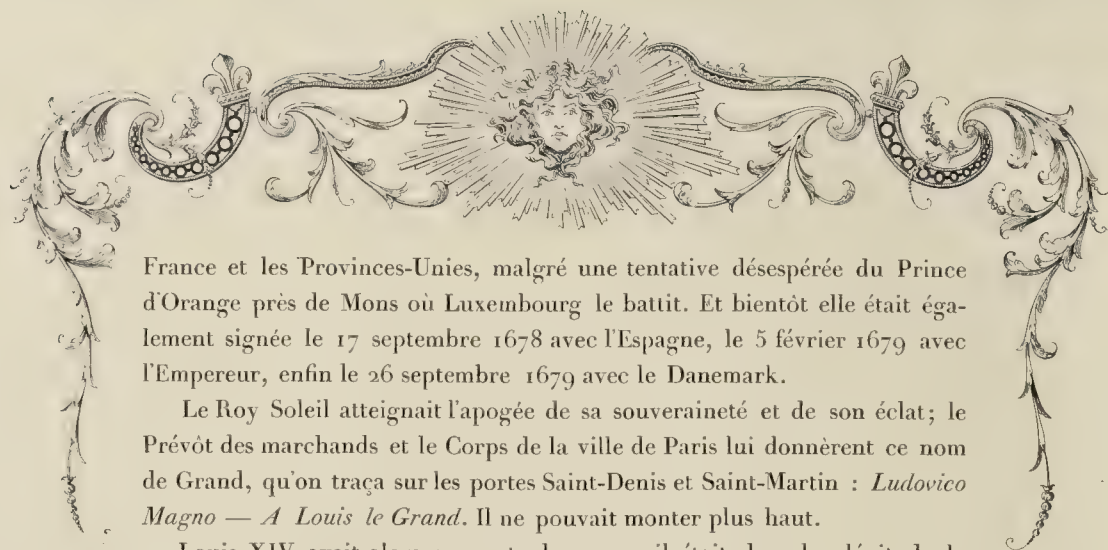 France et les Provinces-Unies, malgré une tentative désespérée du Prince
d'Orange près de Mons où Luxembourg le battit. Et bientôt elle était éga-
lement signée le 17 septembre 1678 avec l'Espagne, le 5 février 1679 avec
l'Empereur, enfin le 26 septembre 1679 avec le Danemark.
Le Roy Soleil atteignait l'apogée de sa souveraineté et de son éclat; le
Prévôt des marchands et le Corps de la ville de Paris lui donnèrent ce nom
de Grand, qu'on traça sur les portes Saint-Denis et Saint-Martin : Ludovico
Magno — A Louis le Grand. Il ne pouvait monter plus haut.
Louis XIV avait